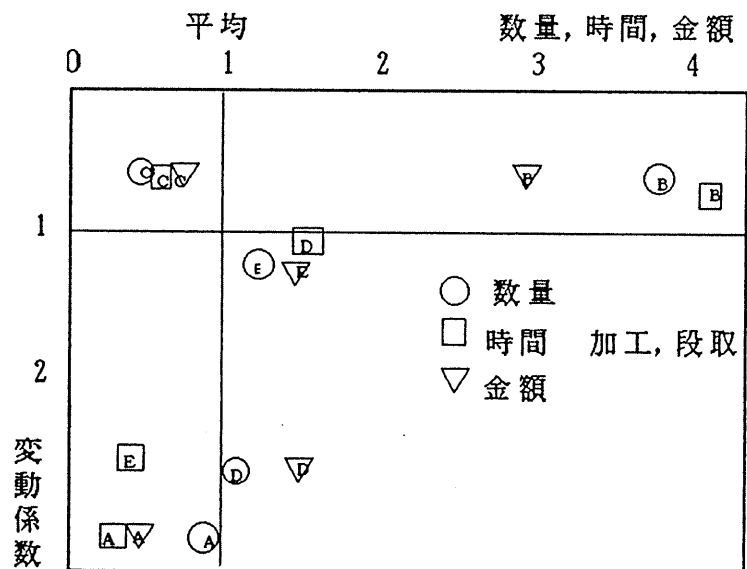 平均 数量, 時間, 金額
0 1 2 3 4
C C C B B B
1
D
E E
数量
時間 加工, 段取
2
金額
E D D
変動係数
A A A